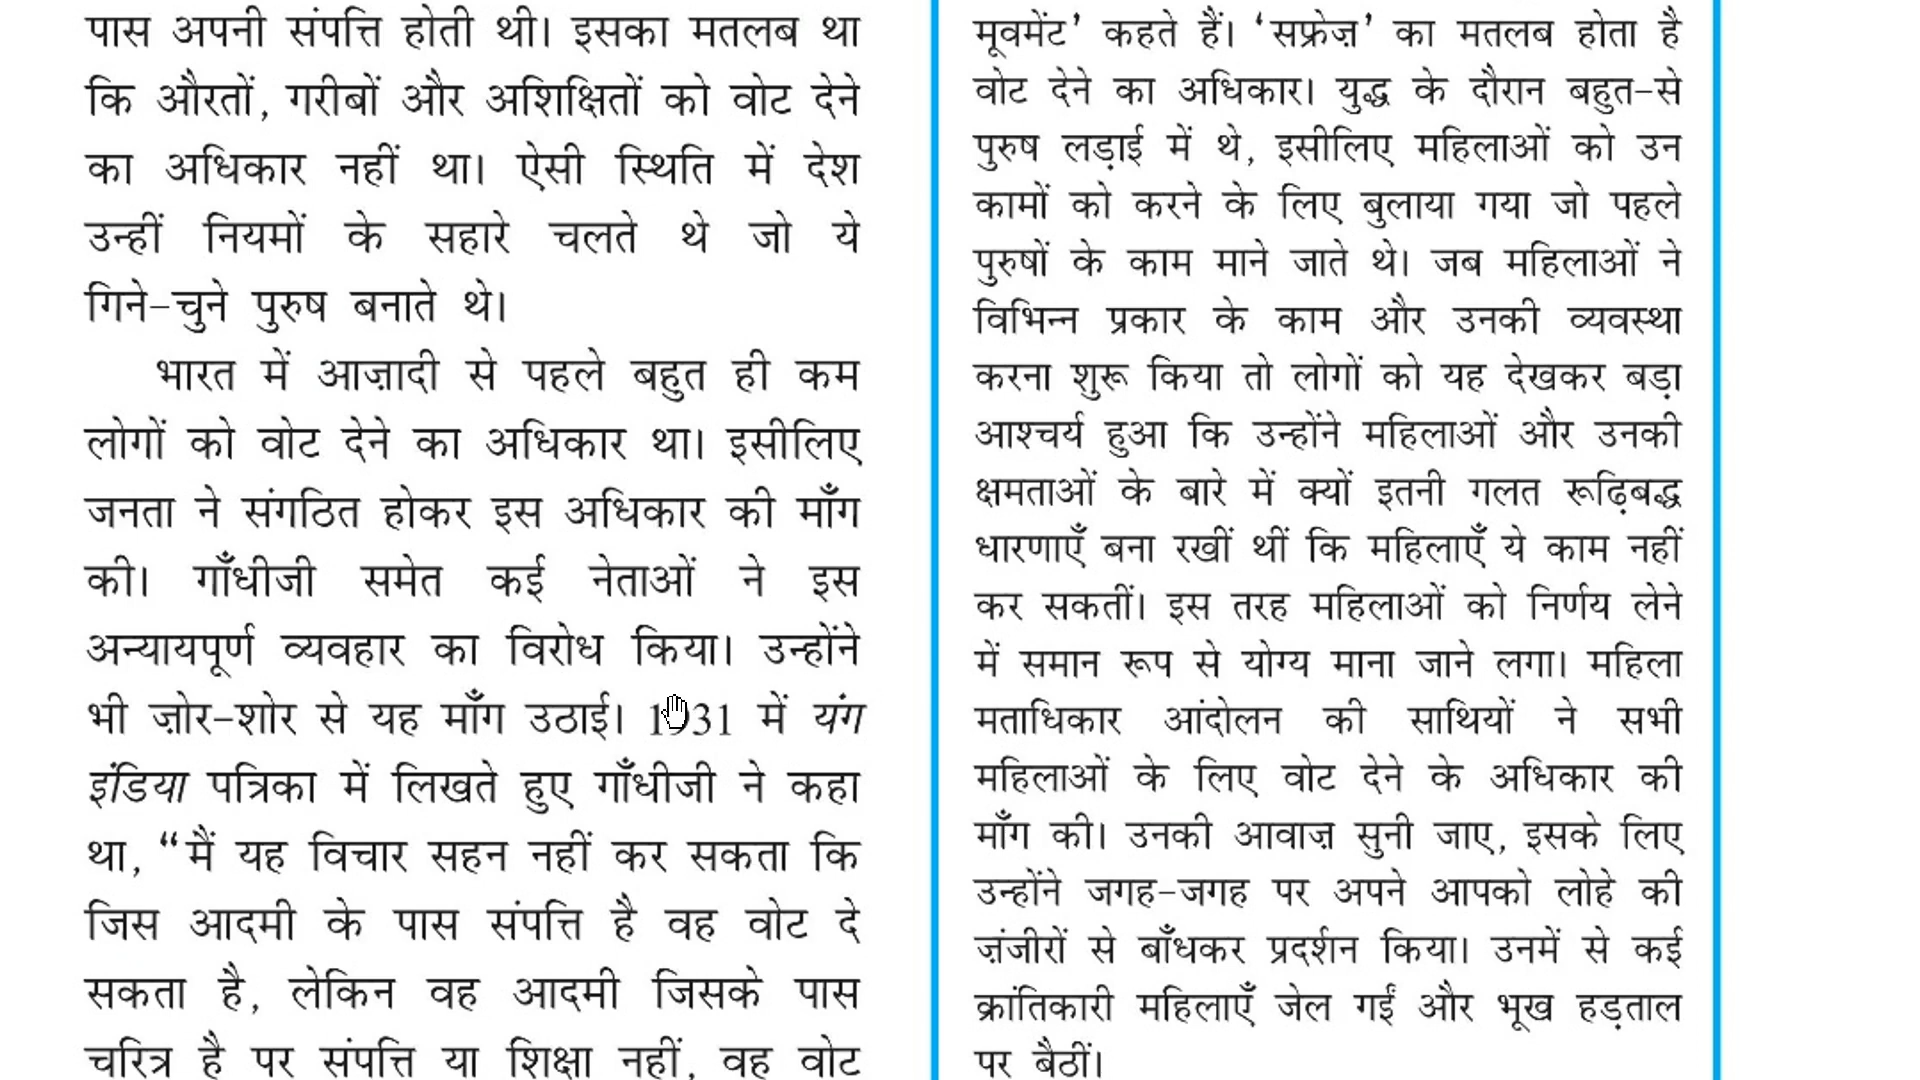 पास अपनी संपत्ति होती थी। इसका मतलब था
कि औरतों, गरीबों और अशिक्षितों को वोट देने
का अधिकार नहीं था। ऐसी स्थिति में देश
उन्हीं नियमों के सहारे चलते थे जो ये
गिने-चुने पुरुष बनाते थे।
भारत में आज़ादी से पहले बहुत ही कम
लोगों को वोट देने का अधिकार था। इसीलिए
जनता ने संगठित होकर इस अधिकार की माँग
की। गाँधीजी समेत कई नेताओं ने इस
अन्यायपूर्ण व्यवहार का विरोध किया। उन्होंने
भी ज़ोर-शोर से यह माँग उठाई। 1931 में यंग
इंडिया पत्रिका में लिखते हुए गाँधीजी ने कहा
था, “मैं यह विचार सहन नहीं कर सकता कि
जिस आदमी के पास संपत्ति है वह वोट दे
सकता है, लेकिन वह आदमी जिसके पास
चरित्र है पर संपत्ति या शिक्षा नहीं, वह वोट
मूवमेंट’ कहते हैं। ‘सफ्रेज़’ का मतलब होता है
वोट देने का अधिकार। युद्ध के दौरान बहुत-से
पुरुष लड़ाई में थे, इसीलिए महिलाओं को उन
कामों को करने के लिए बुलाया गया जो पहले
पुरुषों के काम माने जाते थे। जब महिलाओं ने
विभिन्न प्रकार के काम और उनकी व्यवस्था
करना शुरू किया तो लोगों को यह देखकर बड़ा
आश्चर्य हुआ कि उन्होंने महिलाओं और उनकी
क्षमताओं के बारे में क्यों इतनी गलत रूढ़िबद्ध
धारणाएँ बना रखीं थीं कि महिलाएँ ये काम नहीं
कर सकतीं। इस तरह महिलाओं को निर्णय लेने
में समान रूप से योग्य माना जाने लगा। महिला
मताधिकार आंदोलन की साथियों ने सभी
महिलाओं के लिए वोट देने के अधिकार की
माँग की। उनकी आवाज़ सुनी जाए, इसके लिए
उन्होंने जगह-जगह पर अपने आपको लोहे की
ज़ंजीरों से बाँधकर प्रदर्शन किया। उनमें से कई
क्रांतिकारी महिलाएँ जेल गईं और भूख हड़ताल
पर बैठीं।